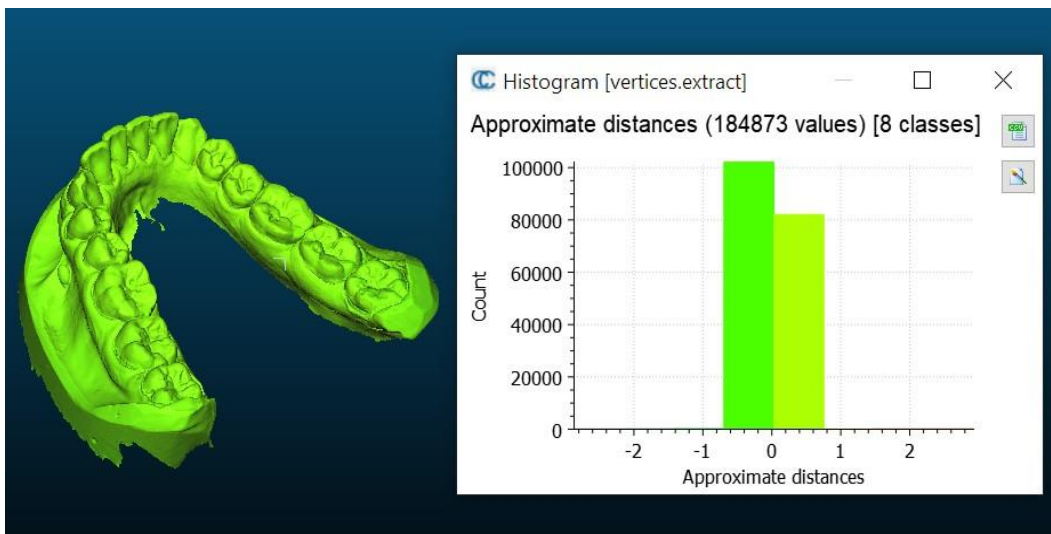 Histogram [vertices.extract]
Approximate distances (184873 values) [8 classes]
CSV
100000
80000
60000
40000
20000
0
Count
-2 -1 0 1 2
Approximate distances